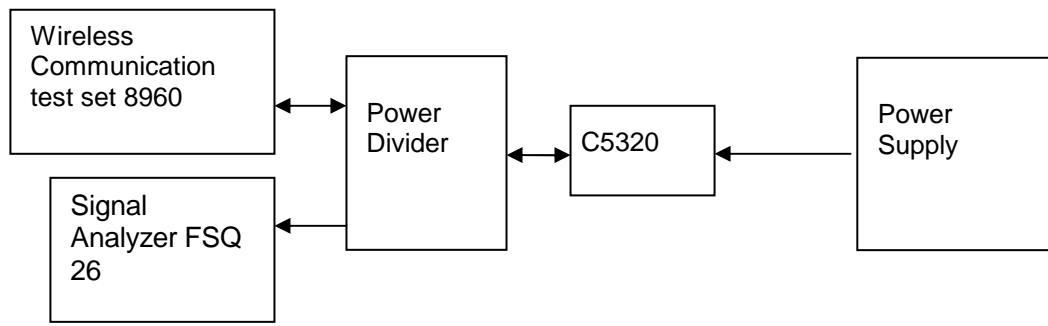 Wireless
Communication
test set 8960
Power
Divider
C5320
Power
Supply
Signal
Analyzer FSQ
26